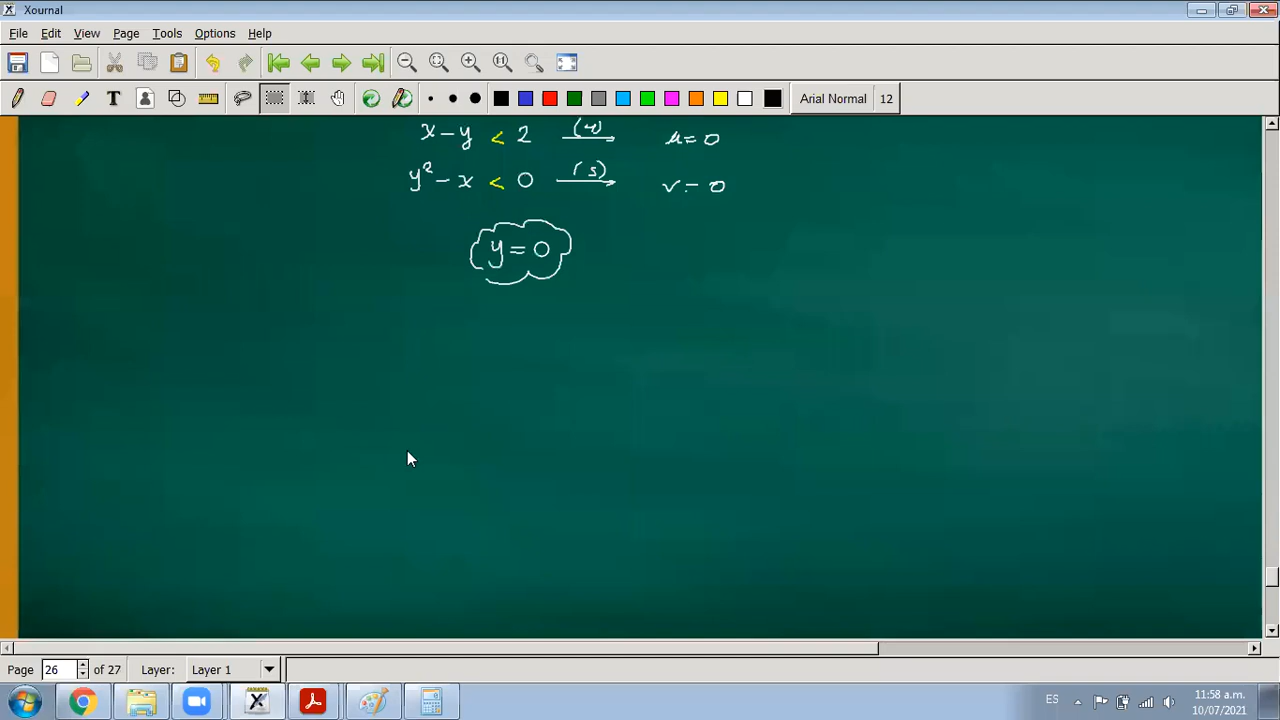 Xournal
File Edit View Page Tools Options Help
Arial Normal 12
x - y < 2 (4) → u = 0
y² - x < 0 (5) → v = 0
y = 0
Page 26 of 27 Layer: Layer 1
ES 11:58 a.m.
10/07/2021